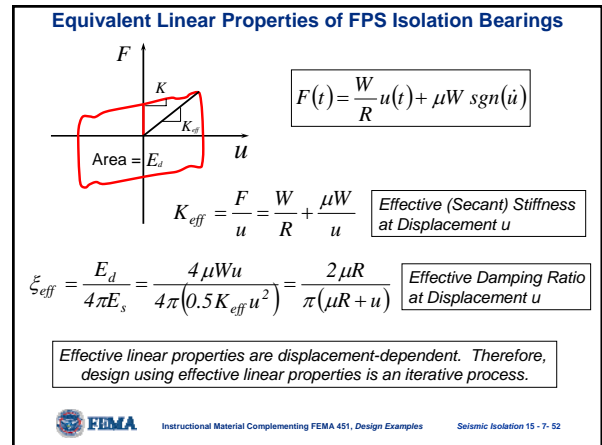 Equivalent Linear Properties of FPS Isolation Bearings
F
K
K_eff
u
Area = E_d
F(t) = W/R u(t) + μW sgn(u̇)
K_eff = F/u = W/R + μW/u
Effective (Secant) Stiffness
at Displacement u
ξ_eff = E_d/4πE_s = 4μWu/4π(0.5K_eff u²) = 2μR/π(μR + u)
Effective Damping Ratio
at Displacement u
Effective linear properties are displacement-dependent. Therefore,
design using effective linear properties is an iterative process.
FEMA
Instructional Material Complementing FEMA 451, Design Examples
Seismic Isolation 15 - 7- 52